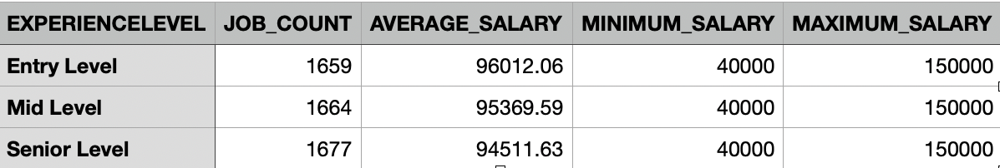 EXPERIENCELEVEL JOB_COUNT AVERAGE_SALARY MINIMUM_SALARY MAXIMUM_SALARY
Entry Level 1659 96012.06 40000 150000
Mid Level 1664 95369.59 40000 150000
Senior Level 1677 94511.63 40000 150000